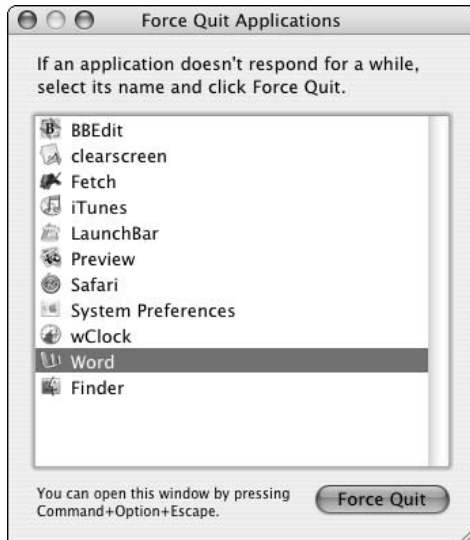 Force Quit Applications
If an application doesn't respond for a while,
select its name and click Force Quit.
BBEdit
clearscreen
Fetch
iTunes
LaunchBar
Preview
Safari
System Preferences
wClock
Word
Finder
You can open this window by pressing
Command+Option+Escape.
Force Quit